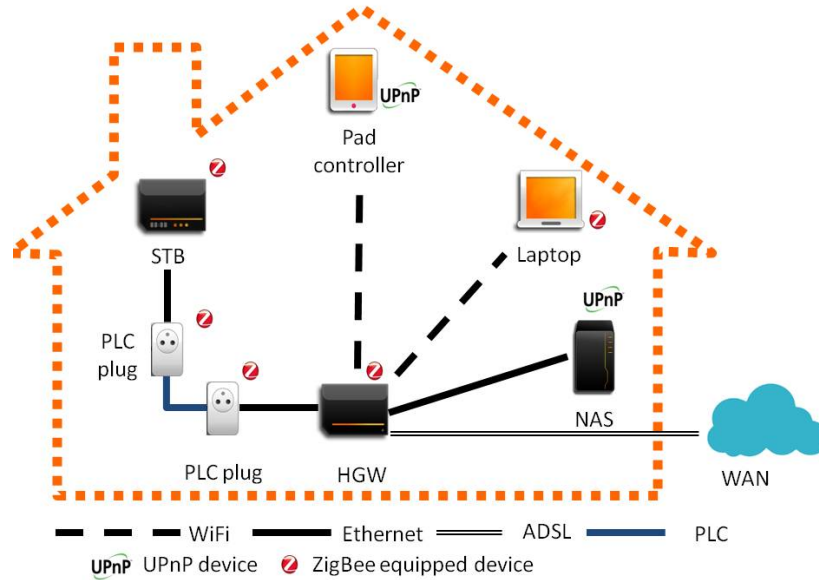 UPnP
Pad
controller
STB
Laptop
UPnP
PLC
plug
NAS
PLC plug
HGW
WAN
WiFi
Ethernet
ADSL
PLC
UPnP
UPnP device
Z
ZigBee equipped device